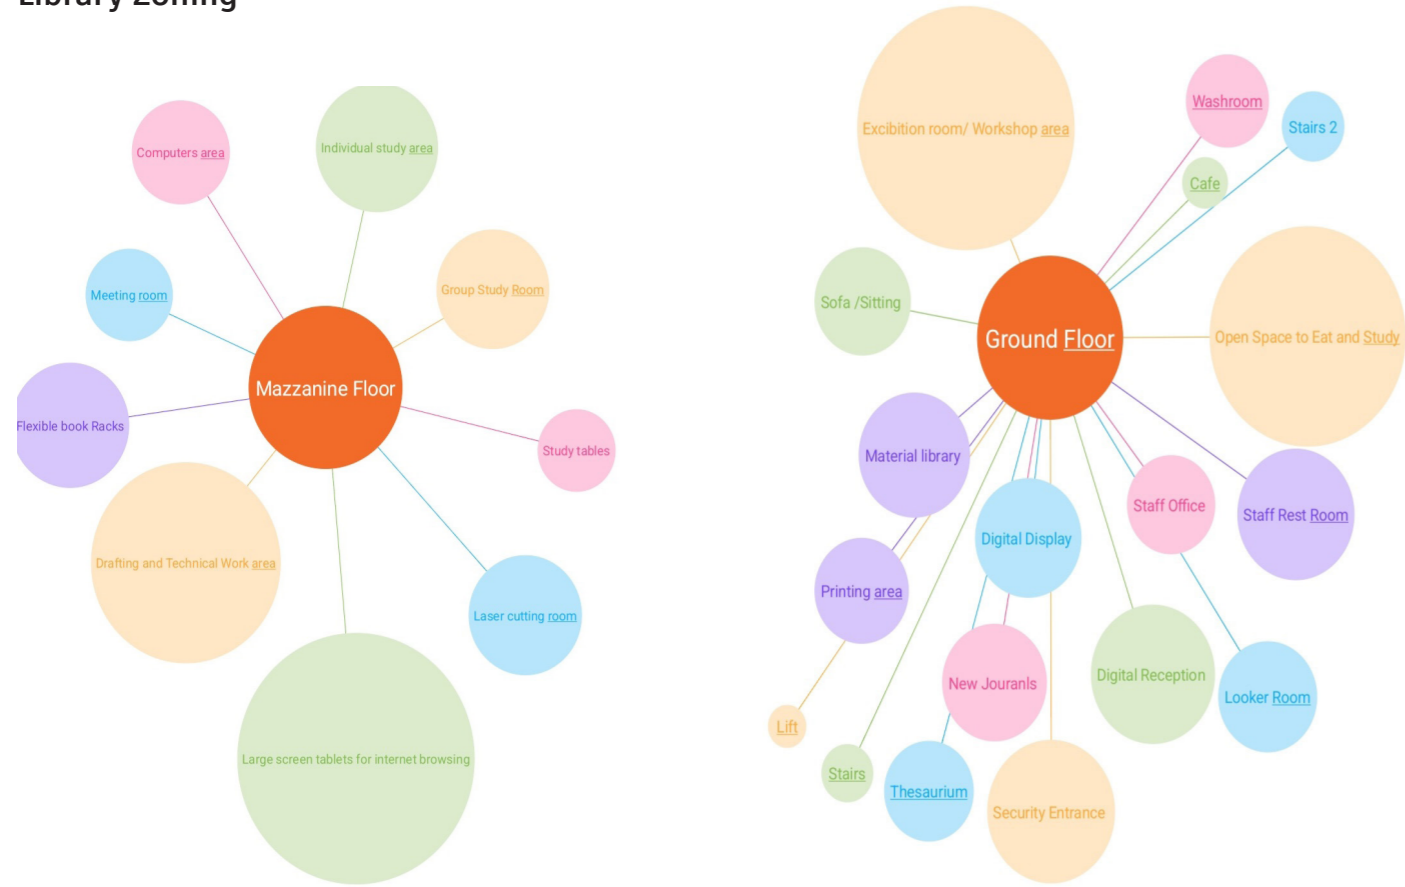 Library Zoning
Computers area
Individual study area
Meeting room
Group Study Room
Mazzanine Floor
Flexible book Racks
Study tables
Drafting and Technical Work area
Laser cutting room
Large screen tablets for internet browsing
Excibition room/ Workshop area
Washroom
Stairs 2
Cafe
Sofa /Sitting
Ground Floor
Open Space to Eat and Study
Material library
Staff Office
Staff Rest Room
Digital Display
Printing area
New Jouranls
Digital Reception
Looker Room
Lift
Stairs
Thesaurium
Security Entrance